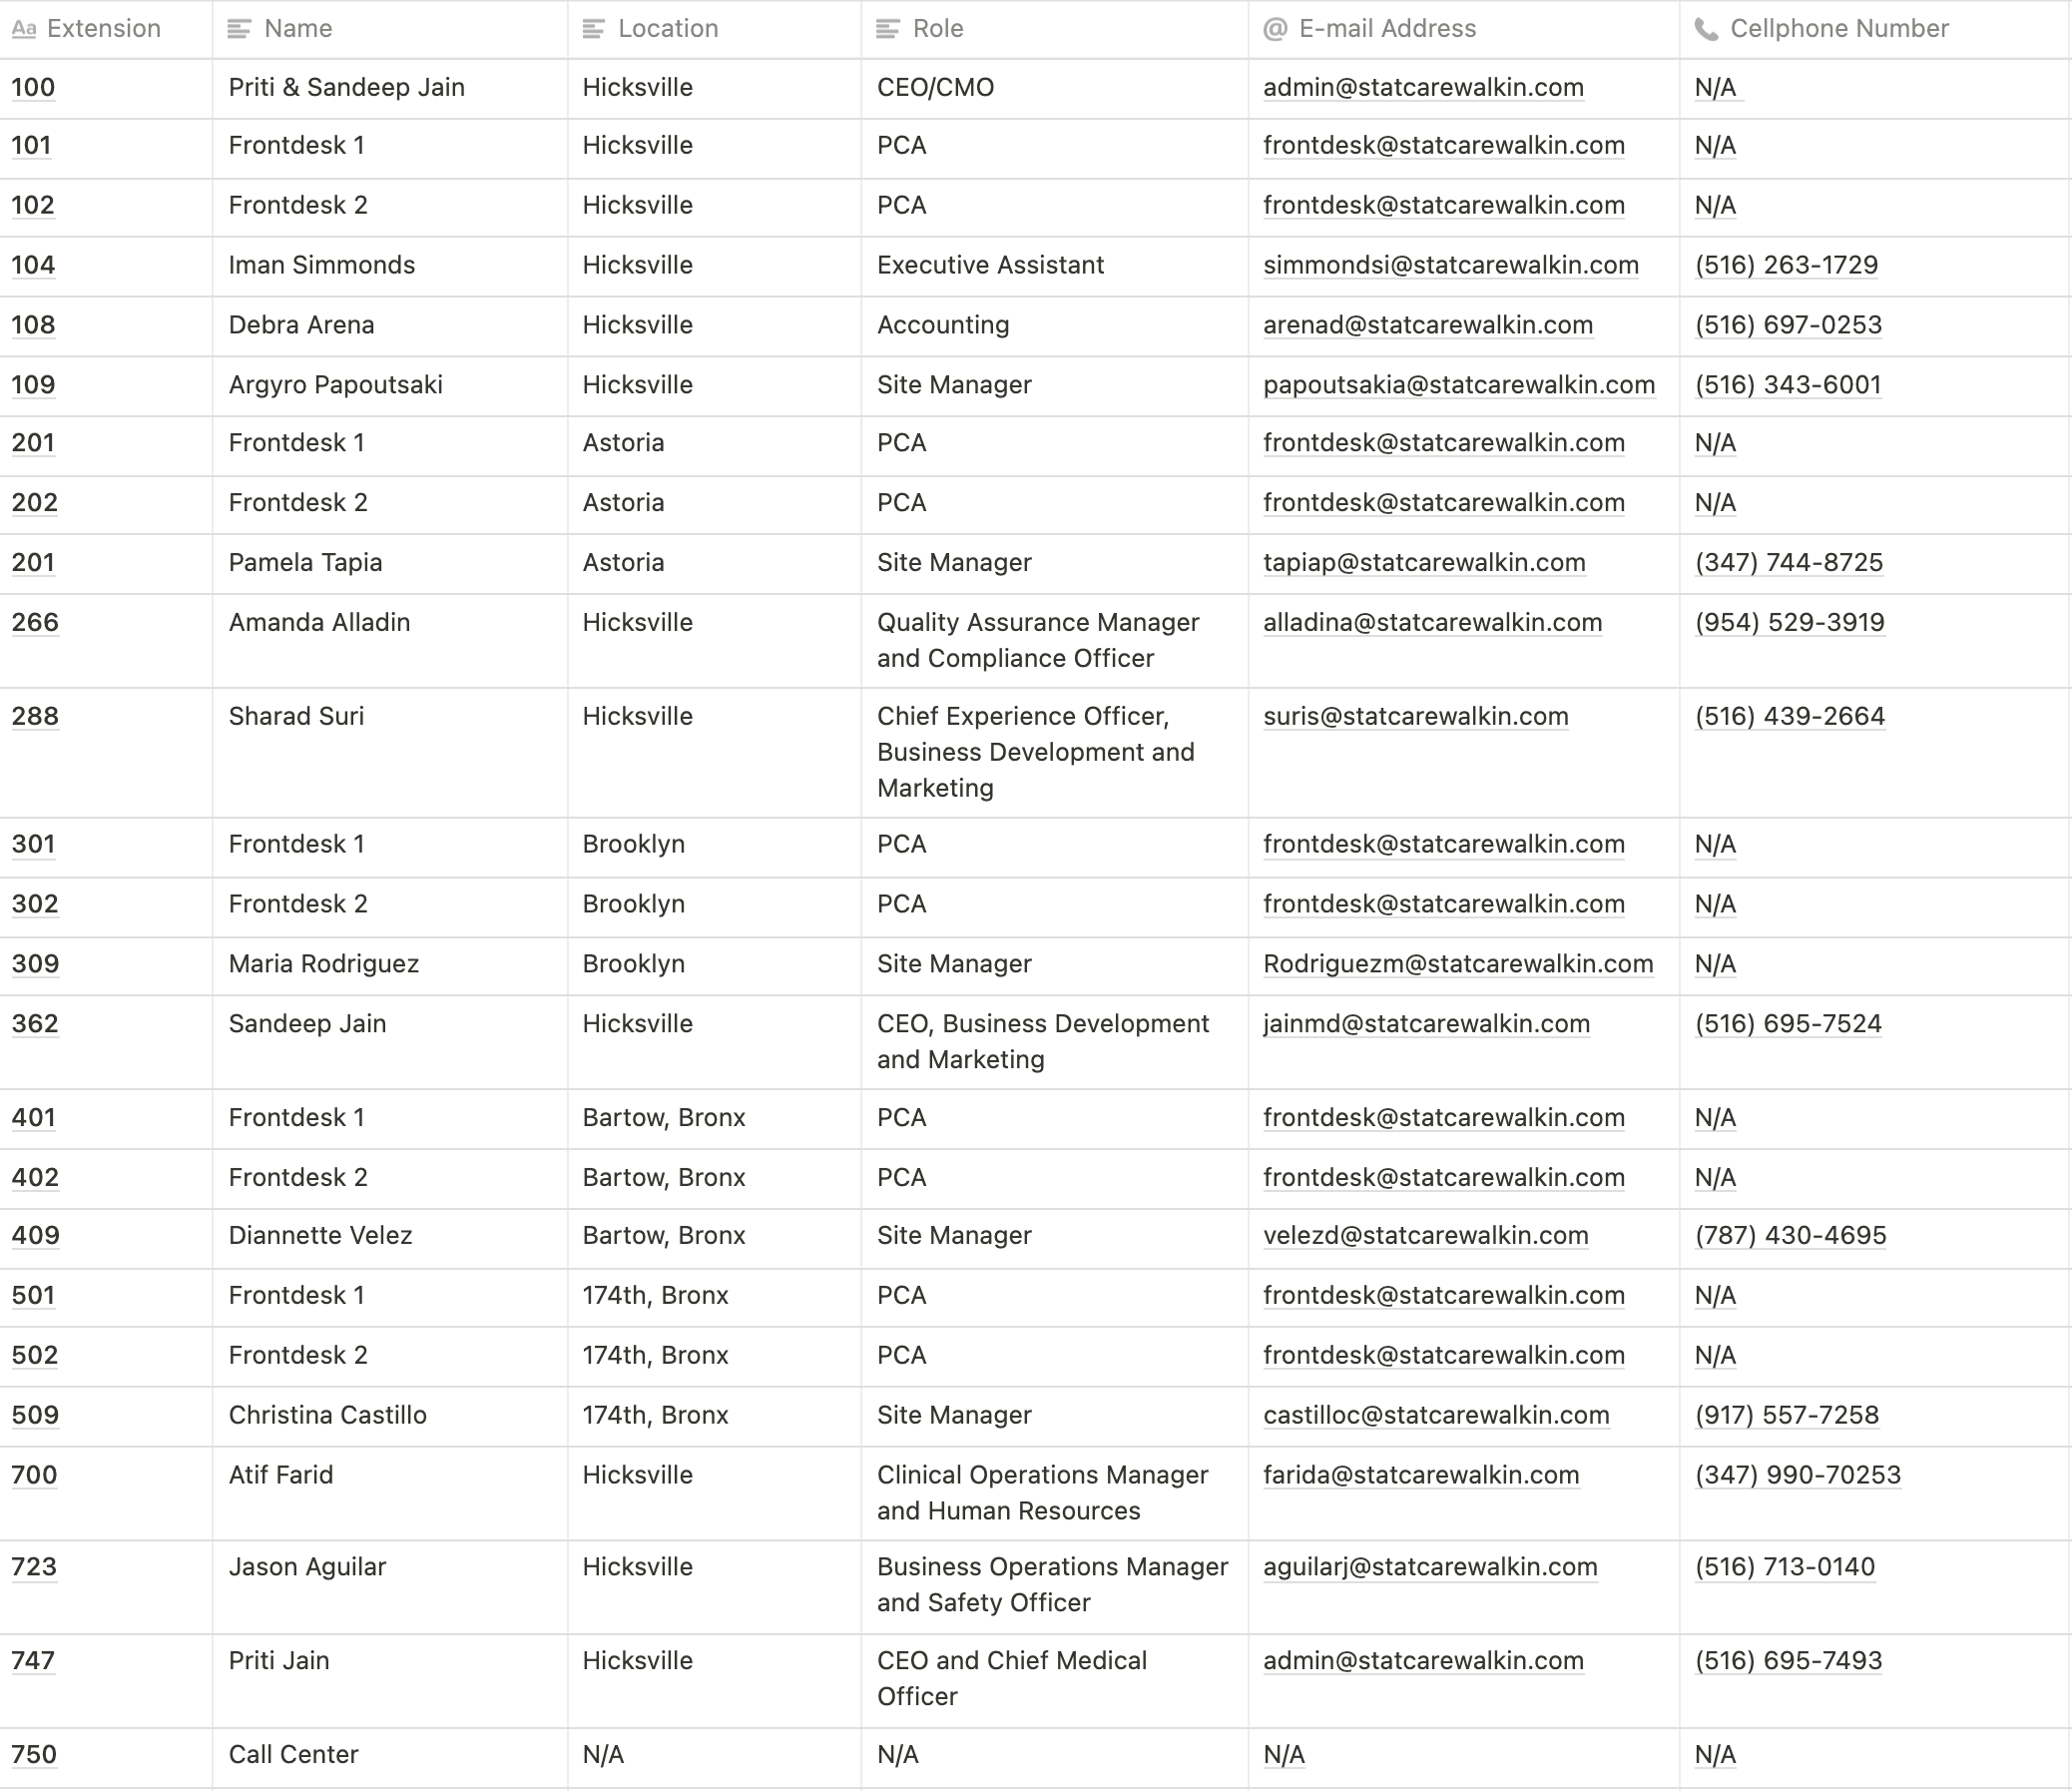 Aa Extension Name Location Role @ E-mail Address Cellphone Number
100 Priti & Sandeep Jain Hicksville CEO/CMO admin@statcarewalkin.com N/A
101 Frontdesk 1 Hicksville PCA frontdesk@statcarewalkin.com N/A
102 Frontdesk 2 Hicksville PCA frontdesk@statcarewalkin.com N/A
104 Iman Simmonds Hicksville Executive Assistant simmondsi@statcarewalkin.com (516) 263-1729
108 Debra Arena Hicksville Accounting arenad@statcarewalkin.com (516) 697-0253
109 Argyro Papoutsaki Hicksville Site Manager papoutsakia@statcarewalkin.com (516) 343-6001
201 Frontdesk 1 Astoria PCA frontdesk@statcarewalkin.com N/A
202 Frontdesk 2 Astoria PCA frontdesk@statcarewalkin.com N/A
201 Pamela Tapia Astoria Site Manager tapiap@statcarewalkin.com (347) 744-8725
266 Amanda Alladin Hicksville Quality Assurance Manager alladina@statcarewalkin.com (954) 529-3919
and Compliance Officer
288 Sharad Suri Hicksville Chief Experience Officer, suris@statcarewalkin.com (516) 439-2664
Business Development and
Marketing
301 Frontdesk 1 Brooklyn PCA frontdesk@statcarewalkin.com N/A
302 Frontdesk 2 Brooklyn PCA frontdesk@statcarewalkin.com N/A
309 Maria Rodriguez Brooklyn Site Manager Rodriguezm@statcarewalkin.com N/A
362 Sandeep Jain Hicksville CEO, Business Development jainmd@statcarewalkin.com (516) 695-7524
and Marketing
401 Frontdesk 1 Bartow, Bronx PCA frontdesk@statcarewalkin.com N/A
402 Frontdesk 2 Bartow, Bronx PCA frontdesk@statcarewalkin.com N/A
409 Diannette Velez Bartow, Bronx Site Manager velezd@statcarewalkin.com (787) 430-4695
501 Frontdesk 1 174th, Bronx PCA frontdesk@statcarewalkin.com N/A
502 Frontdesk 2 174th, Bronx PCA frontdesk@statcarewalkin.com N/A
509 Christina Castillo 174th, Bronx Site Manager castilloc@statcarewalkin.com (917) 557-7258
700 Atif Farid Hicksville Clinical Operations Manager farida@statcarewalkin.com (347) 990-70253
and Human Resources
723 Jason Aguilar Hicksville Business Operations Manager aguilarj@statcarewalkin.com (516) 713-0140
and Safety Officer
747 Priti Jain Hicksville CEO and Chief Medical admin@statcarewalkin.com (516) 695-7493
Officer
750 Call Center N/A N/A N/A N/A